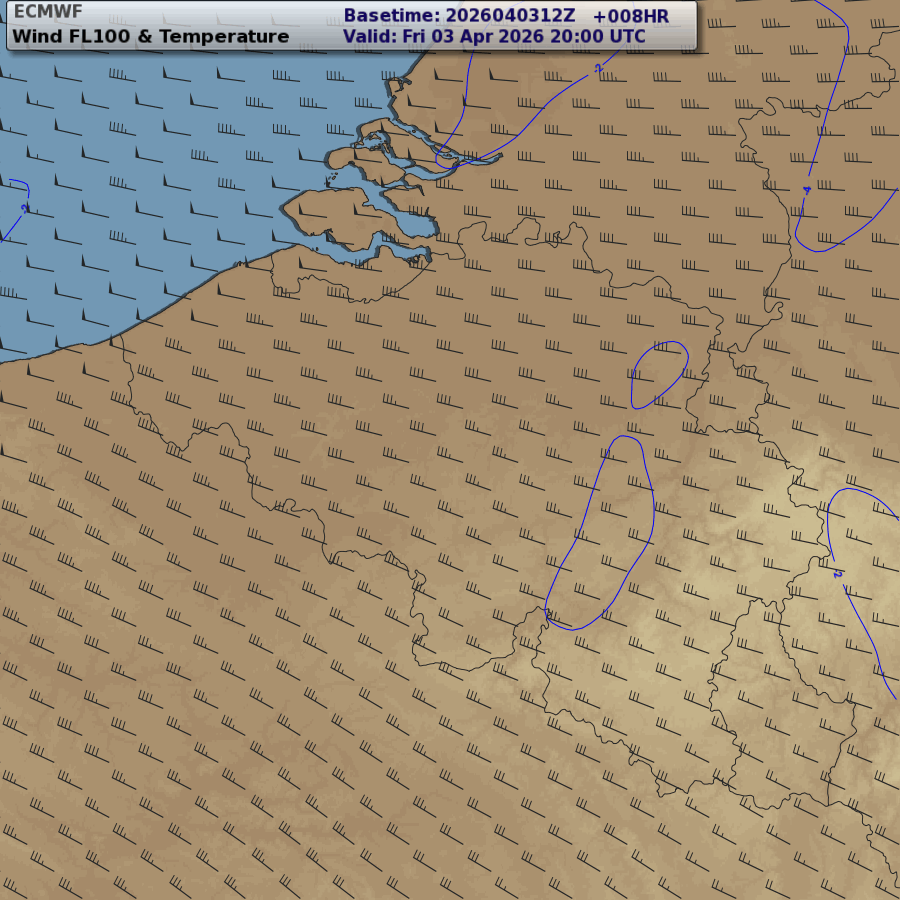 ECMWF
Basetime: 2026040312Z +008HR
Wind FL100 & Temperature
Valid: Fri 03 Apr 2026 20:00 UTC
-2
-4
-2
-2